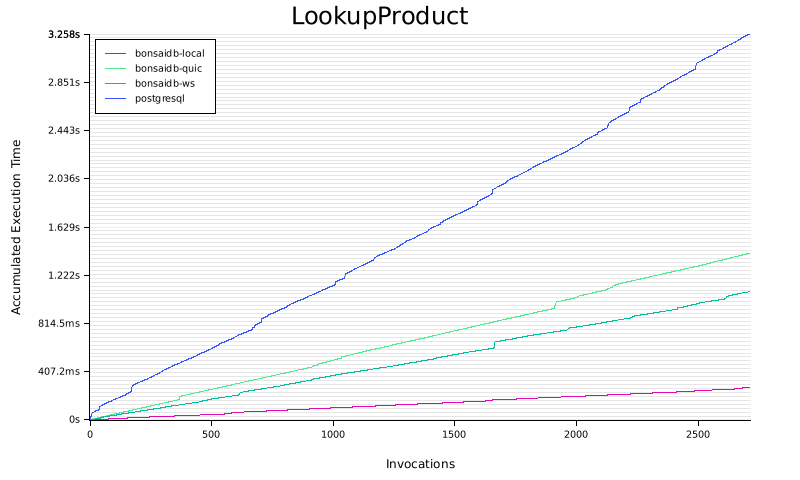 LookupProduct
3.258s
2.851s
2.443s
2.036s
1.629s
1.222s
814.5ms
407.2ms
0s
Accumulated Execution Time
bonsaidb-local
bonsaidb-quic
bonsaidb-ws
postgresql
0
500
1000
1500
2000
2500
Invocations